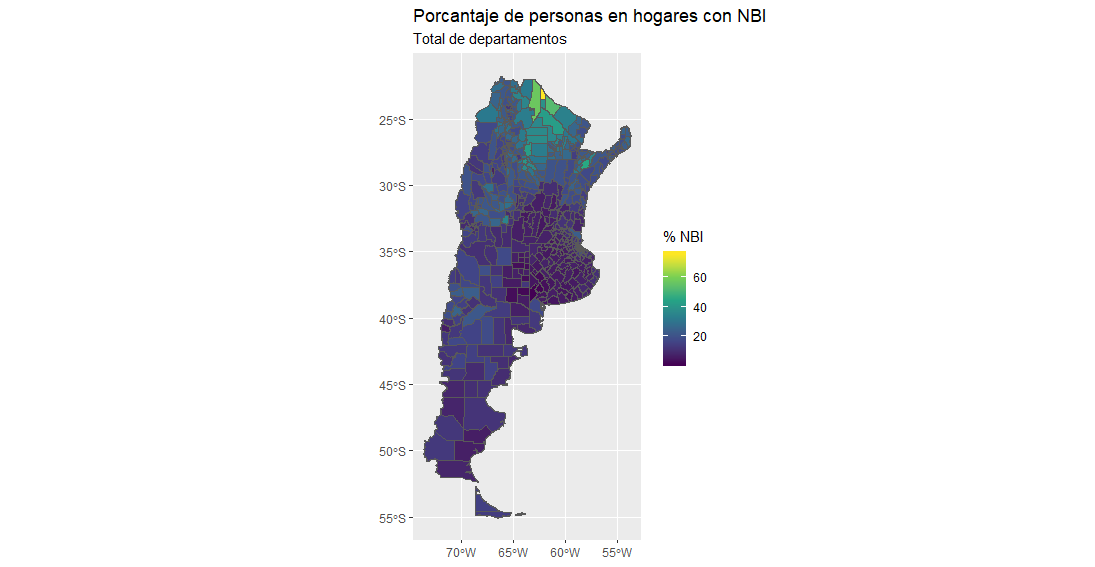 Porcantaje de personas en hogares con NBI
Total de departamentos
25°S
30°S
35°S
40°S
45°S
50°S
55°S
70°W
65°W
60°W
55°W
% NBI
60
40
20